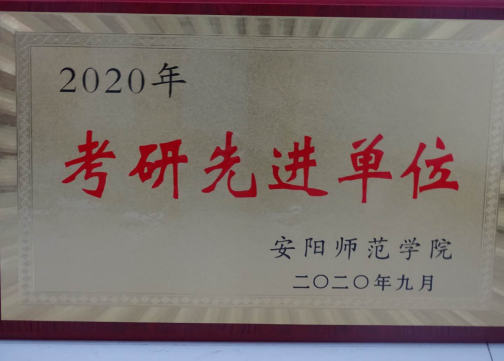 2020年
考研先进单位
安阳师范学院
二〇二〇年九月